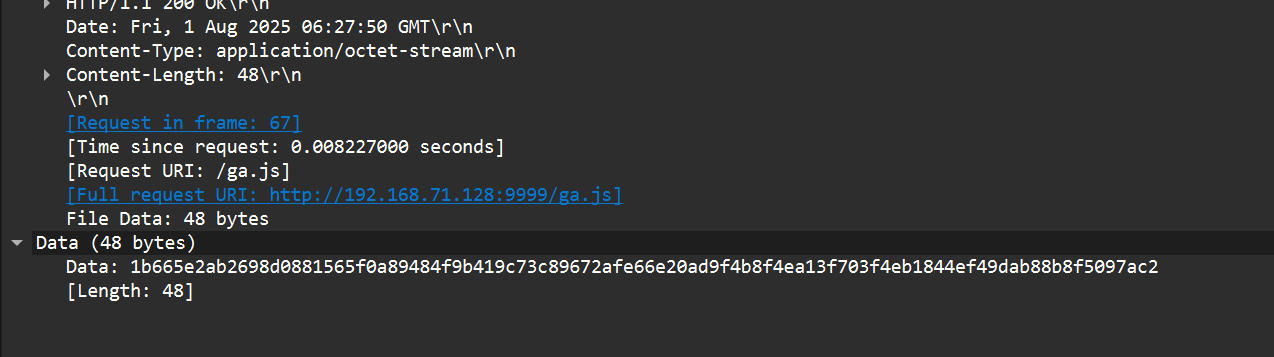 HTTP/1.1 200 OK\r\n
Date: Fri, 1 Aug 2025 06:27:50 GMT\r\n
Content-Type: application/octet-stream\r\n
Content-Length: 48\r\n
\r\n
[Request in frame: 67]
[Time since request: 0.008227000 seconds]
[Request URI: /ga.js]
[Full request URI: http://192.168.71.128:9999/ga.js]
File Data: 48 bytes
Data (48 bytes)
Data: 1b665e2ab2698d0881565f0a89484f9b419c73c89672afe66e20ad9f4b8f4ea13f703f4eb1844ef49dab88b8f5097ac2
[Length: 48]